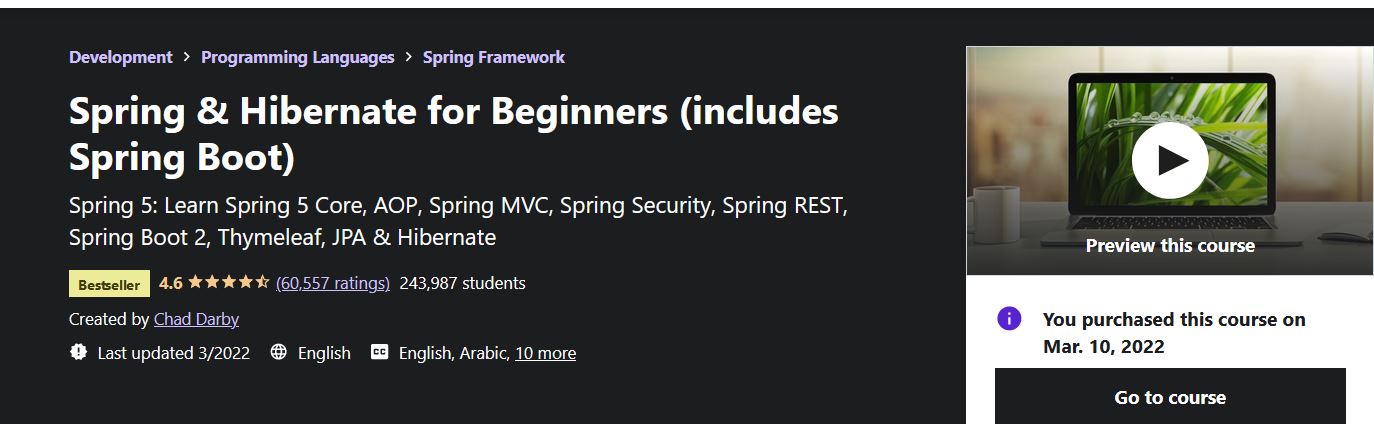 Development > Programming Languages > Spring Framework
Spring & Hibernate for Beginners (includes
Spring Boot)
Spring 5: Learn Spring 5 Core, AOP, Spring MVC, Spring Security, Spring REST,
Spring Boot 2, Thymeleaf, JPA & Hibernate
Bestseller 4.6 (60,557 ratings) 243,987 students
Created by Chad Darby
Last updated 3/2022 English CC English, Arabic, 10 more
Preview this course
You purchased this course on
Mar. 10, 2022
Go to course